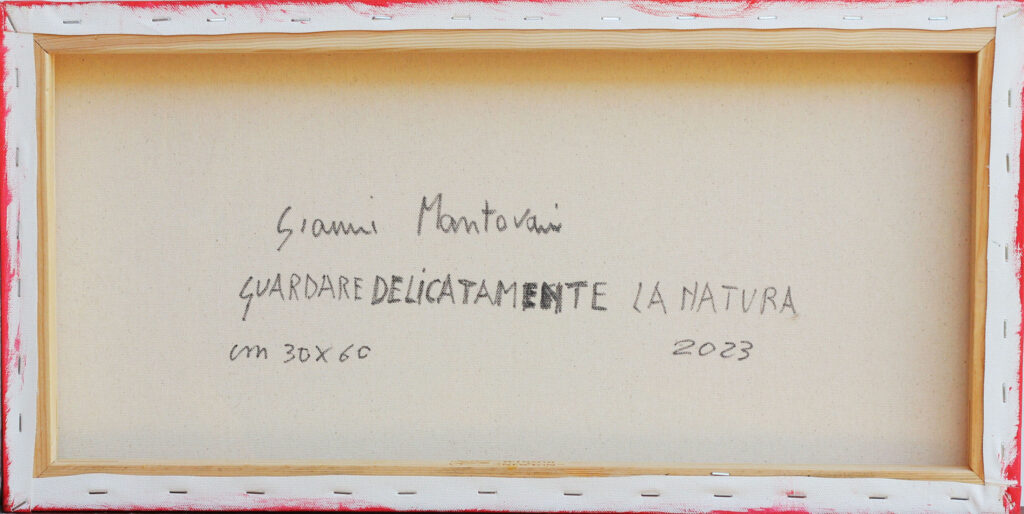 Gianni Mantovani
GUARDARE DELICATAMENTE LA NATURA
cm 30x60 2023